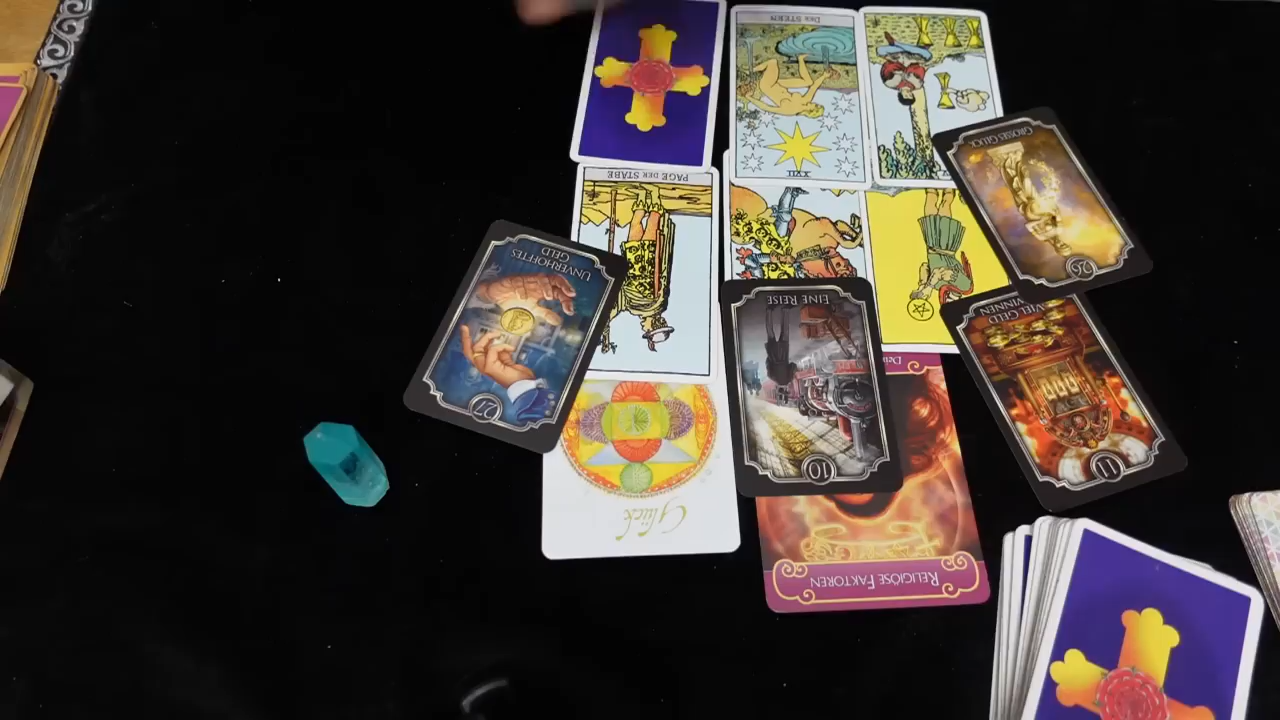 DER STERN
XVII
GROSSES GLÜCK
26
PAGE DER STÄBE
UNVERHOFFTES
GELD
27
EINE REISE
10
VIEL GELD
11
Glück
RELIGIÖSE FAKTOREN